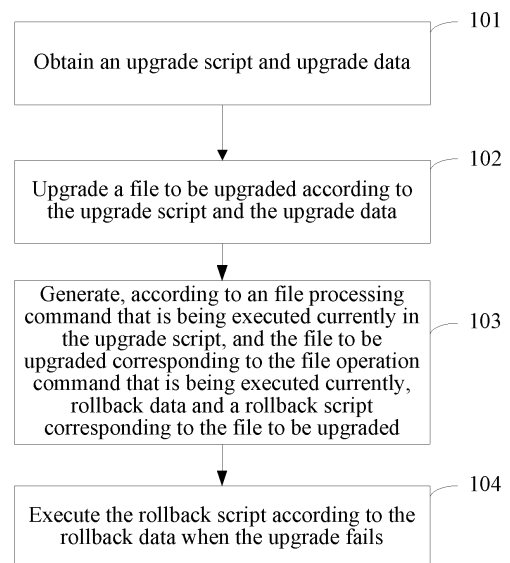 101
Obtain an upgrade script and upgrade data
102
Upgrade a file to be upgraded according to
the upgrade script and the upgrade data
103
Generate, according to an file processing
command that is being executed currently in
the upgrade script, and the file to be
upgraded corresponding to the file operation
command that is being executed currently,
rollback data and a rollback script
corresponding to the file to be upgraded
104
Execute the rollback script according to the
rollback data when the upgrade fails